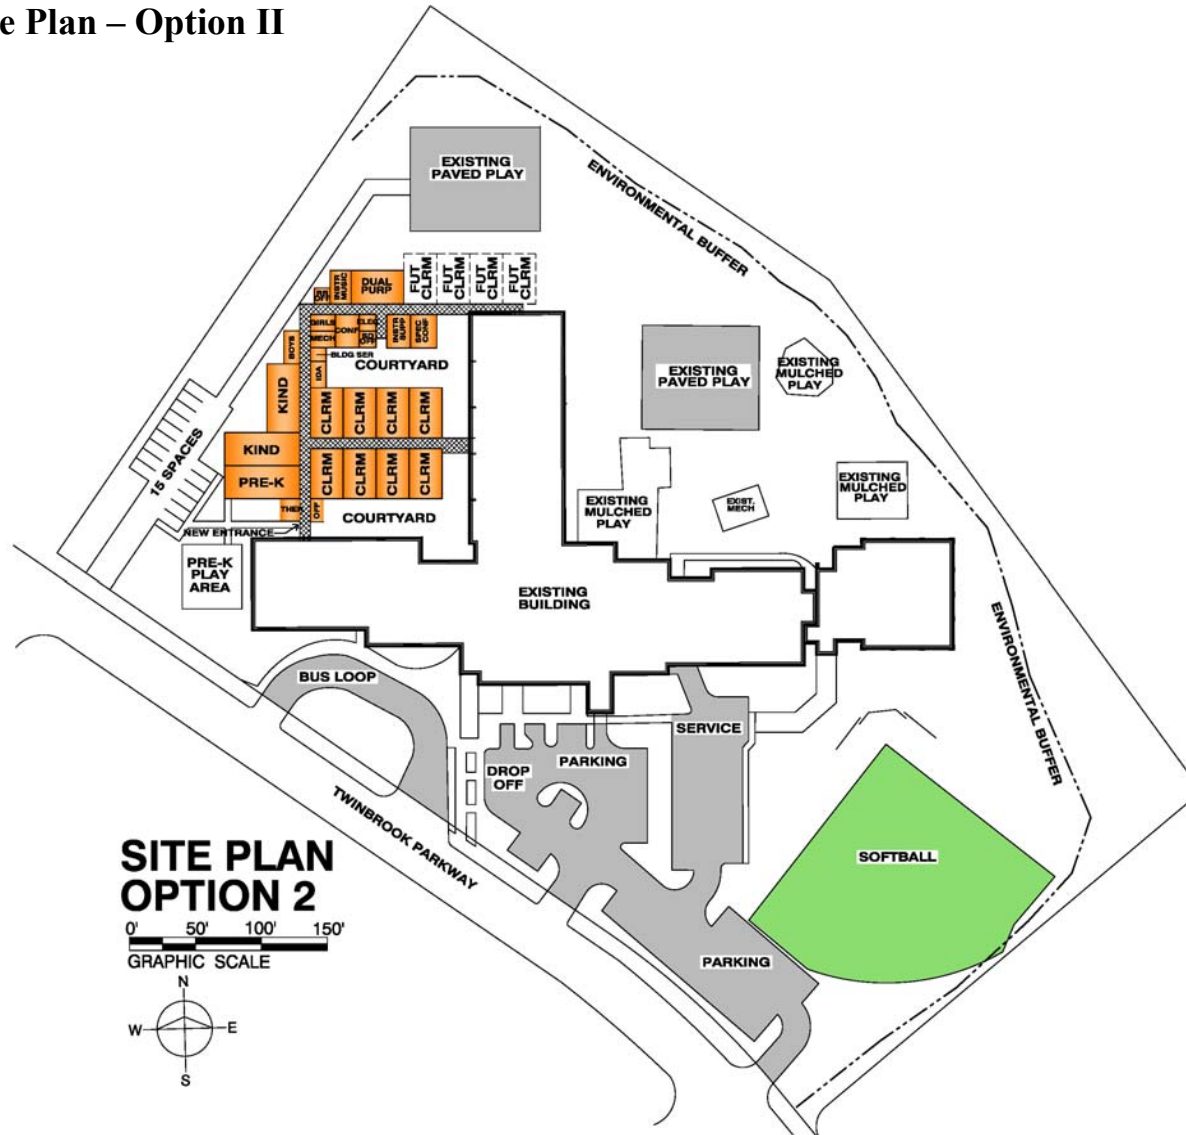 e Plan – Option II
EXISTING
PAVED PLAY
ENVIRONMENTAL BUFFER
INSTR
MUSIC
DUAL
PURP
FUT
CLRM
FUT
CLRM
FUT
CLRM
FUT
CLRM
GIRLS
MECH
CONF
ELEC
INSTR
SUPP
SPEC
CONF
BOYS
BLDG SER
COURTYARD
IDA
KIND
CLRM
CLRM
CLRM
CLRM
EXISTING
PAVED PLAY
EXISTING
MULCHED
PLAY
15 SPACES
KIND
PRE-K
CLRM
CLRM
CLRM
CLRM
THER
OFF
COURTYARD
NEW ENTRANCE
EXISTING
MULCHED
PLAY
EXIST.
MECH
EXISTING
MULCHED
PLAY
PRE-K
PLAY
AREA
EXISTING
BUILDING
ENVIRONMENTAL BUFFER
BUS LOOP
SERVICE
DROP
OFF
PARKING
TWINBROOK PARKWAY
SOFTBALL
PARKING
SITE PLAN
OPTION 2
0' 50' 100' 150'
GRAPHIC SCALE
N
W E
S